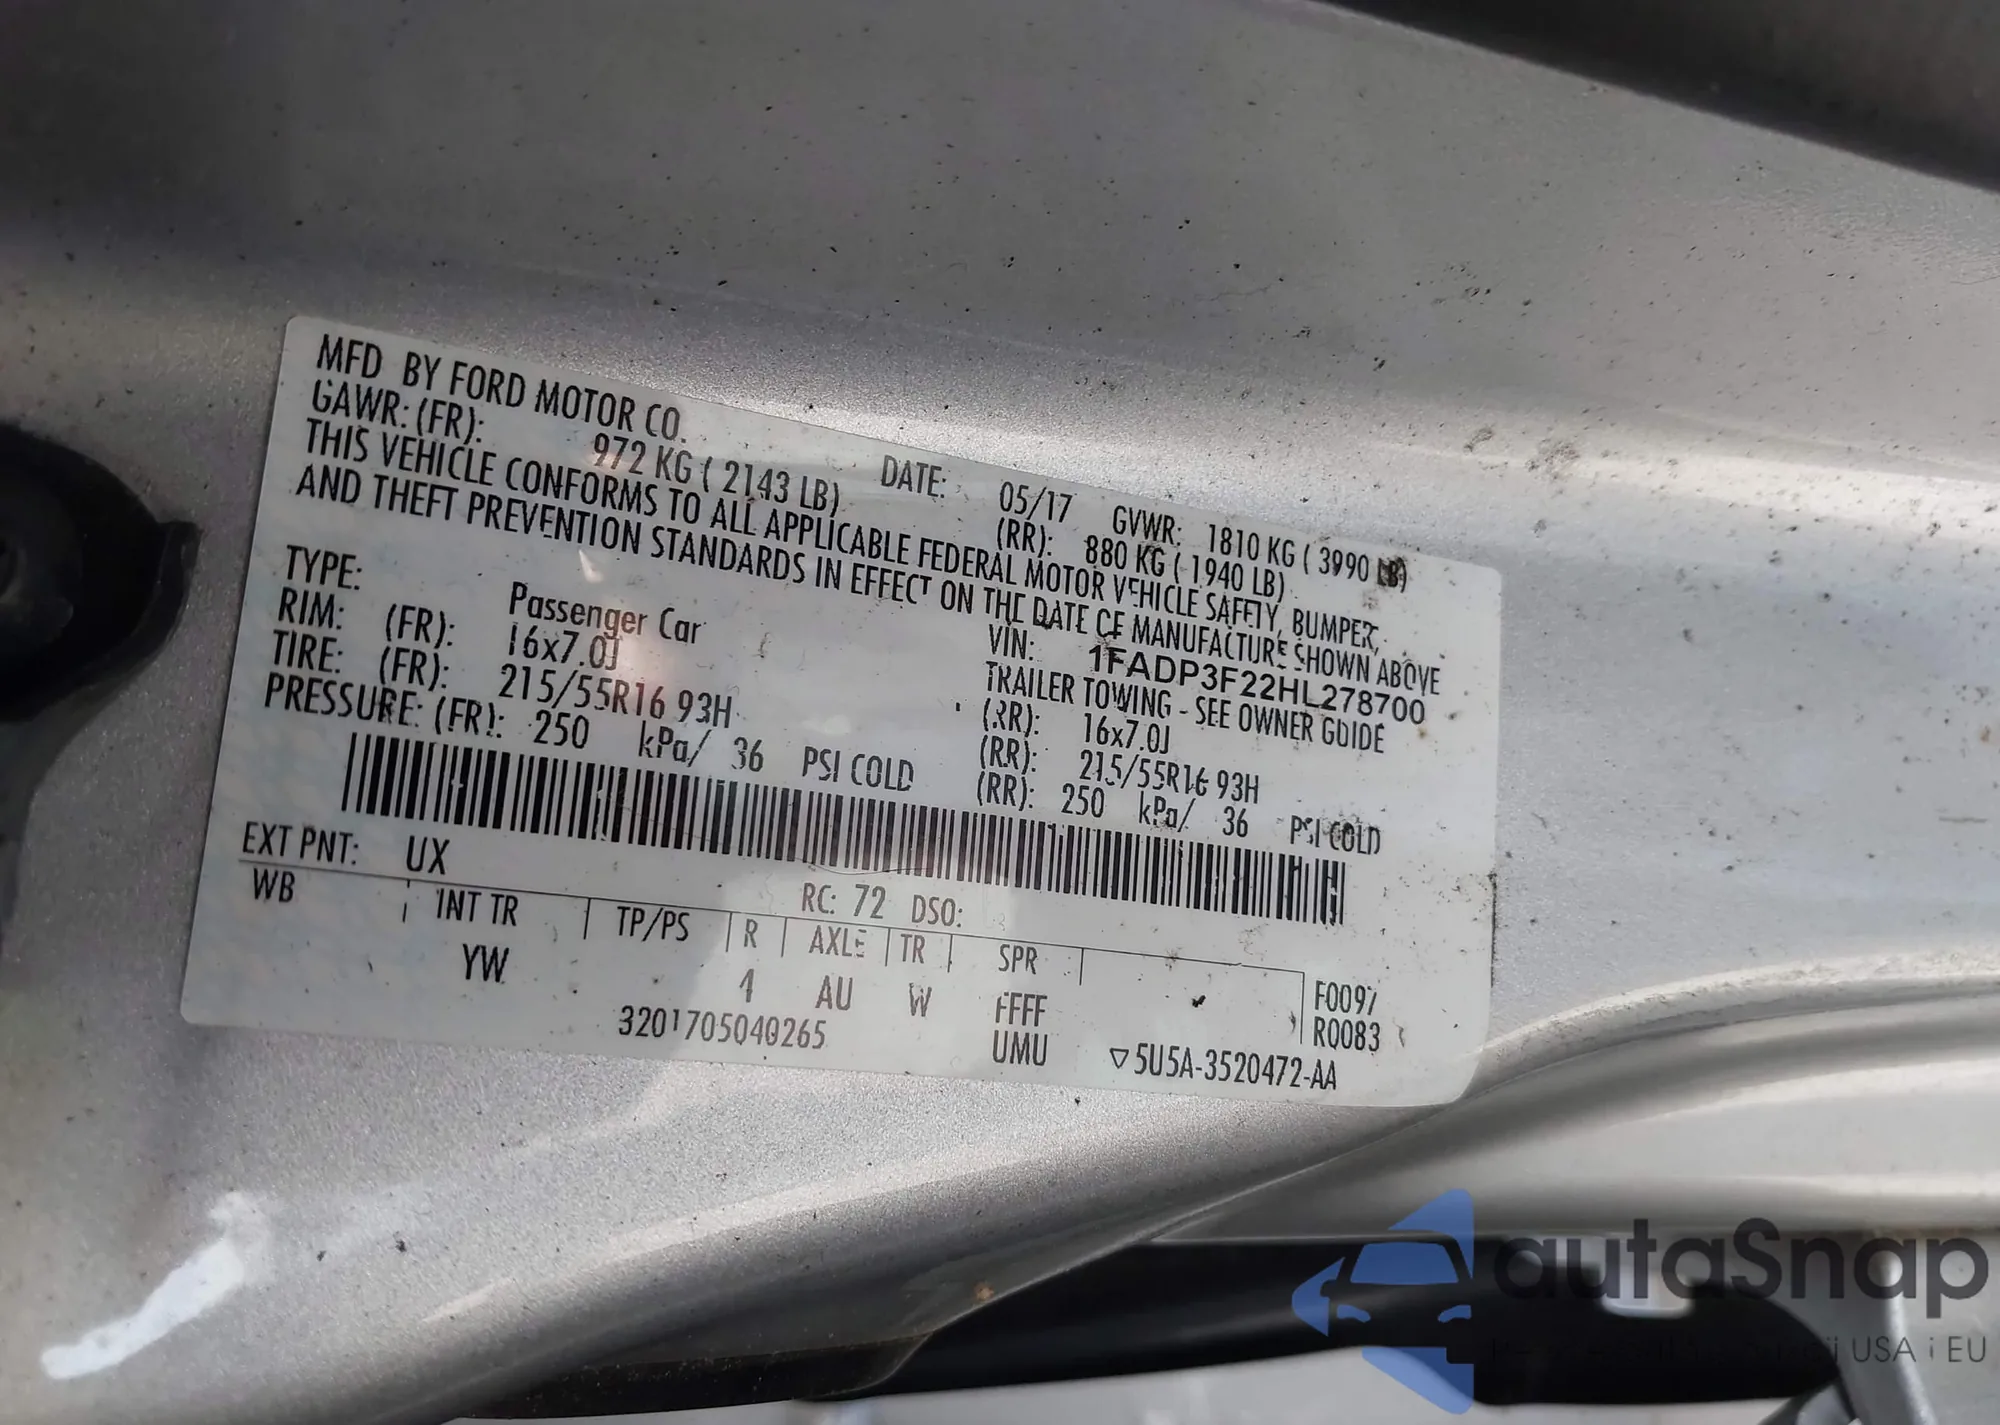 MFD BY FORD MOTOR CO.
DATE: 05/17 GVWR: 1810 KG ( 3990 LB)
GAWR: (FR): 972 KG ( 2143 LB) (RR): 880 KG ( 1940 LB)
THIS VEHICLE CONFORMS TO ALL APPLICABLE FEDERAL MOTOR VEHICLE SAFETY, BUMPER,
AND THEFT PREVENTION STANDARDS IN EFFECT ON THE DATE OF MANUFACTURE SHOWN ABOVE
VIN: 1FADP3F22HL278700
TYPE: Passenger Car TRAILER TOWING - SEE OWNER GUIDE
RIM: (FR): 16x7.0J (RR): 16x7.0J
TIRE: (FR): 215/55R16 93H (RR): 215/55R16 93H
PRESSURE: (FR): 250 kPa/ 36 PSI COLD (RR): 250 kPa/ 36 PSI COLD
EXT PNT: UX RC: 72 DSO:
WB INT TR TP/PS R AXLE TR SPR F0097
YW 4 AU W FFFF R0083
3201705040265 UMU ▽5U5A-3520472-AA
autaSnap
USA i EU